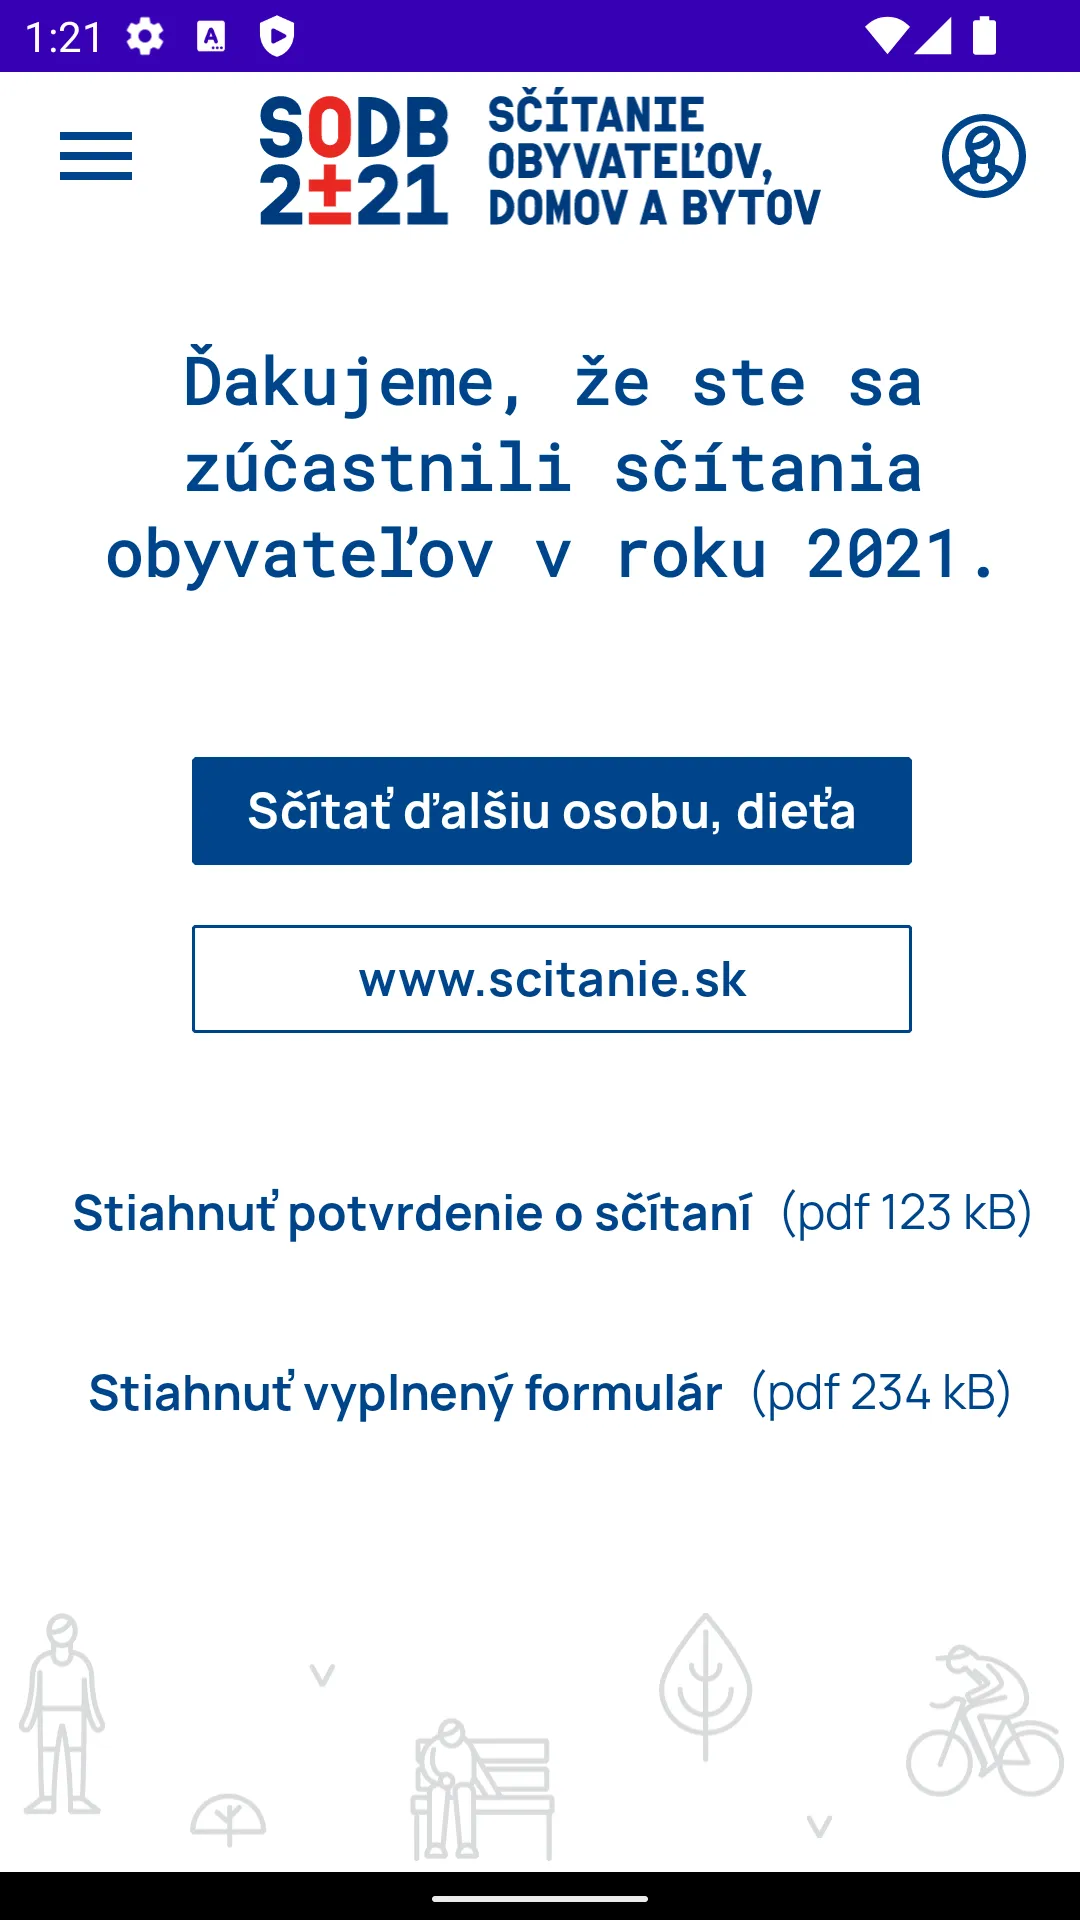 1:21
SODB
2±21
SČÍTANIE
OBYVATEĽOV,
DOMOV A BYTOV
Ďakujeme, že ste sa
zúčastnili sčítania
obyvateľov v roku 2021.
Sčítať ďalšiu osobu, dieťa
www.scitanie.sk
Stiahnuť potvrdenie o sčítaní (pdf 123 kB)
Stiahnuť vyplnený formulár (pdf 234 kB)